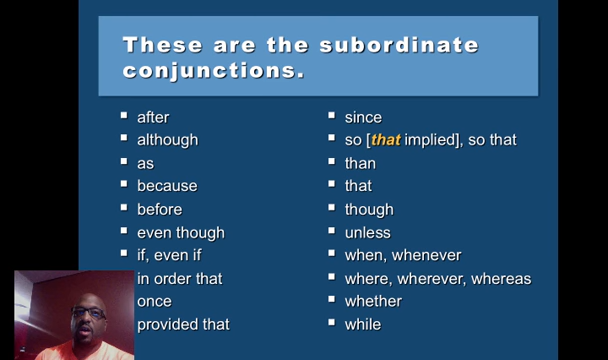 These are the subordinate
conjunctions.
after
although
as
because
before
even though
if, even if
in order that
once
provided that
since
so [that implied], so that
than
that
though
unless
when, whenever
where, wherever, whereas
whether
while